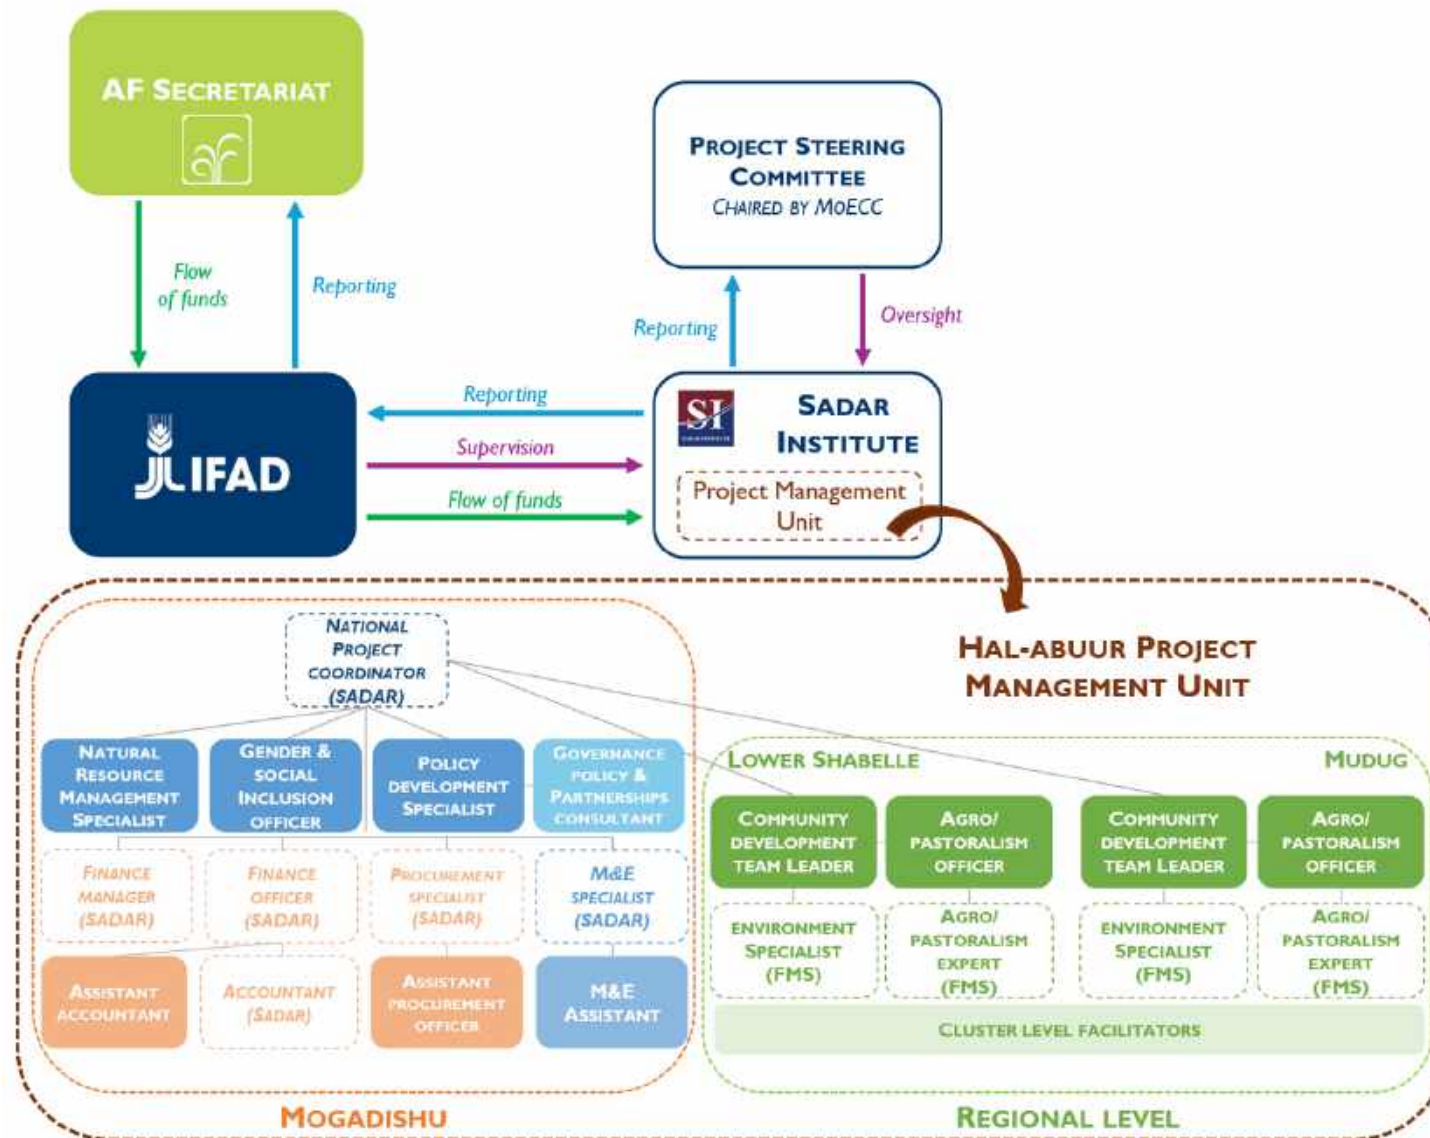 AF SECRETARIAT
PROJECT STEERING
COMMITTEE
CHAIRED BY MOECC
Flow
of funds
Reporting
Reporting
Oversight
IFAD
Reporting
Supervision
Flow of funds
SI
SADAR
INSTITUTE
Project Management
Unit
HAL-ABUUR PROJECT
MANAGEMENT UNIT
NATIONAL
PROJECT
COORDINATOR
(SADAR)
NATURAL
RESOURCE
MANAGEMENT
SPECIALIST
GENDER &
SOCIAL
INCLUSION
OFFICER
POLICY
DEVELOPMENT
SPECIALIST
GOVERNANCE
POLICY &
PARTNERSHIPS
CONSULTANT
FINANCE
MANAGER
(SADAR)
FINANCE
OFFICER
(SADAR)
PROCUREMENT
SPECIALIST
(SADAR)
M&E
SPECIALIST
(SADAR)
ASSISTANT
ACCOUNTANT
ACCOUNTANT
(SADAR)
ASSISTANT
PROCUREMENT
OFFICER
M&E
ASSISTANT
MOGADISHU
LOWER SHABELLE
MUDUG
COMMUNITY
DEVELOPMENT
TEAM LEADER
AGRO/
PASTORALISM
OFFICER
COMMUNITY
DEVELOPMENT
TEAM LEADER
AGRO/
PASTORALISM
OFFICER
ENVIRONMENT
SPECIALIST
(FMS)
AGRO/
PASTORALISM
EXPERT
(FMS)
ENVIRONMENT
SPECIALIST
(FMS)
AGRO/
PASTORALISM
EXPERT
(FMS)
CLUSTER LEVEL FACILITATORS
REGIONAL LEVEL